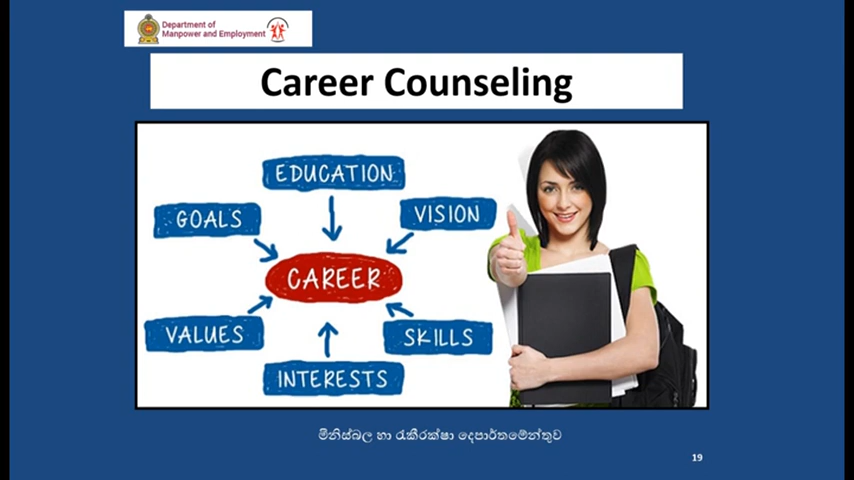 Department of
Manpower and Employment
Career Counseling
EDUCATION
GOALS
VISION
CAREER
VALUES
SKILLS
INTERESTS
මිනිස්බල හා රැකීරක්ෂා දෙපාර්තමේන්තුව
19